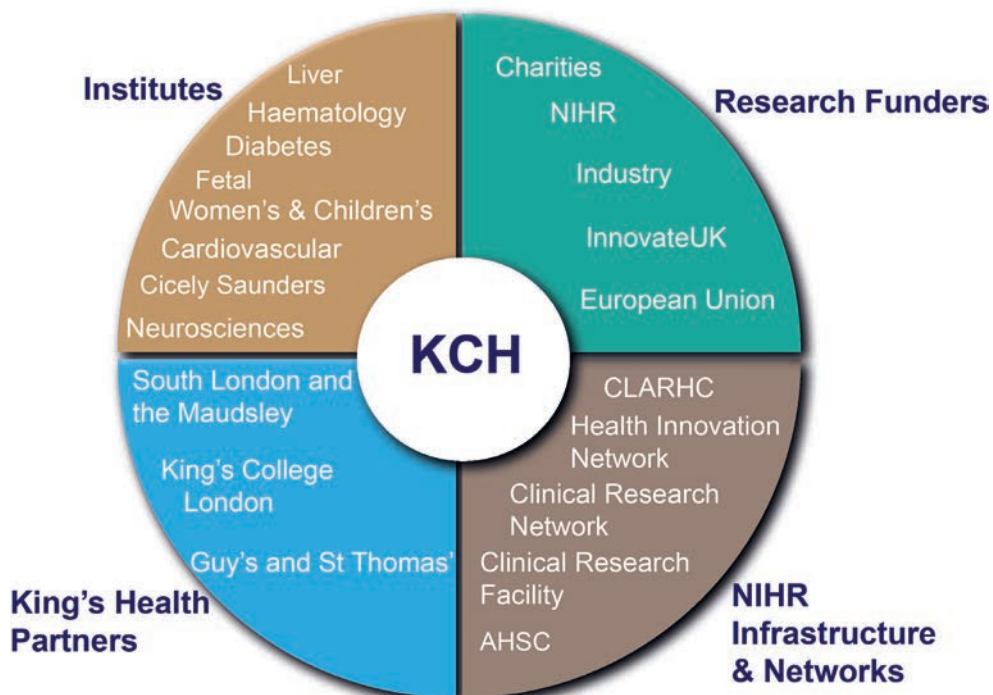 Institutes
Liver
Haematology
Diabetes
Fetal
Women's & Children's
Cardiovascular
Cicely Saunders
Neurosciences
Research Funders
Charities
NIHR
Industry
InnovateUK
European Union
KCH
South London and
the Maudsley
King's College
London
Guy's and St Thomas'
King's Health
Partners
CLARHC
Health Innovation
Network
Clinical Research
Network
Clinical Research
Facility
AHSC
NIHR
Infrastructure
& Networks